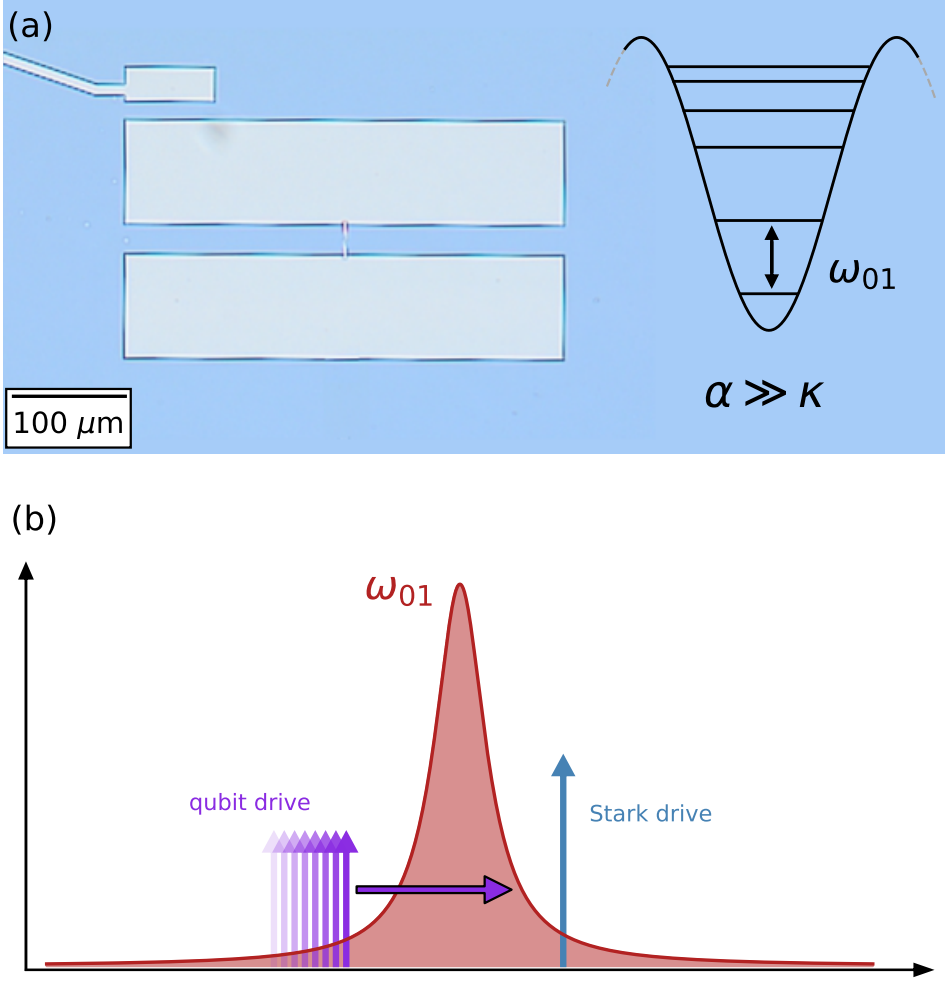 (a)
ω01
α ≫ κ
100 μm
(b)
ω01
qubit drive
Stark drive